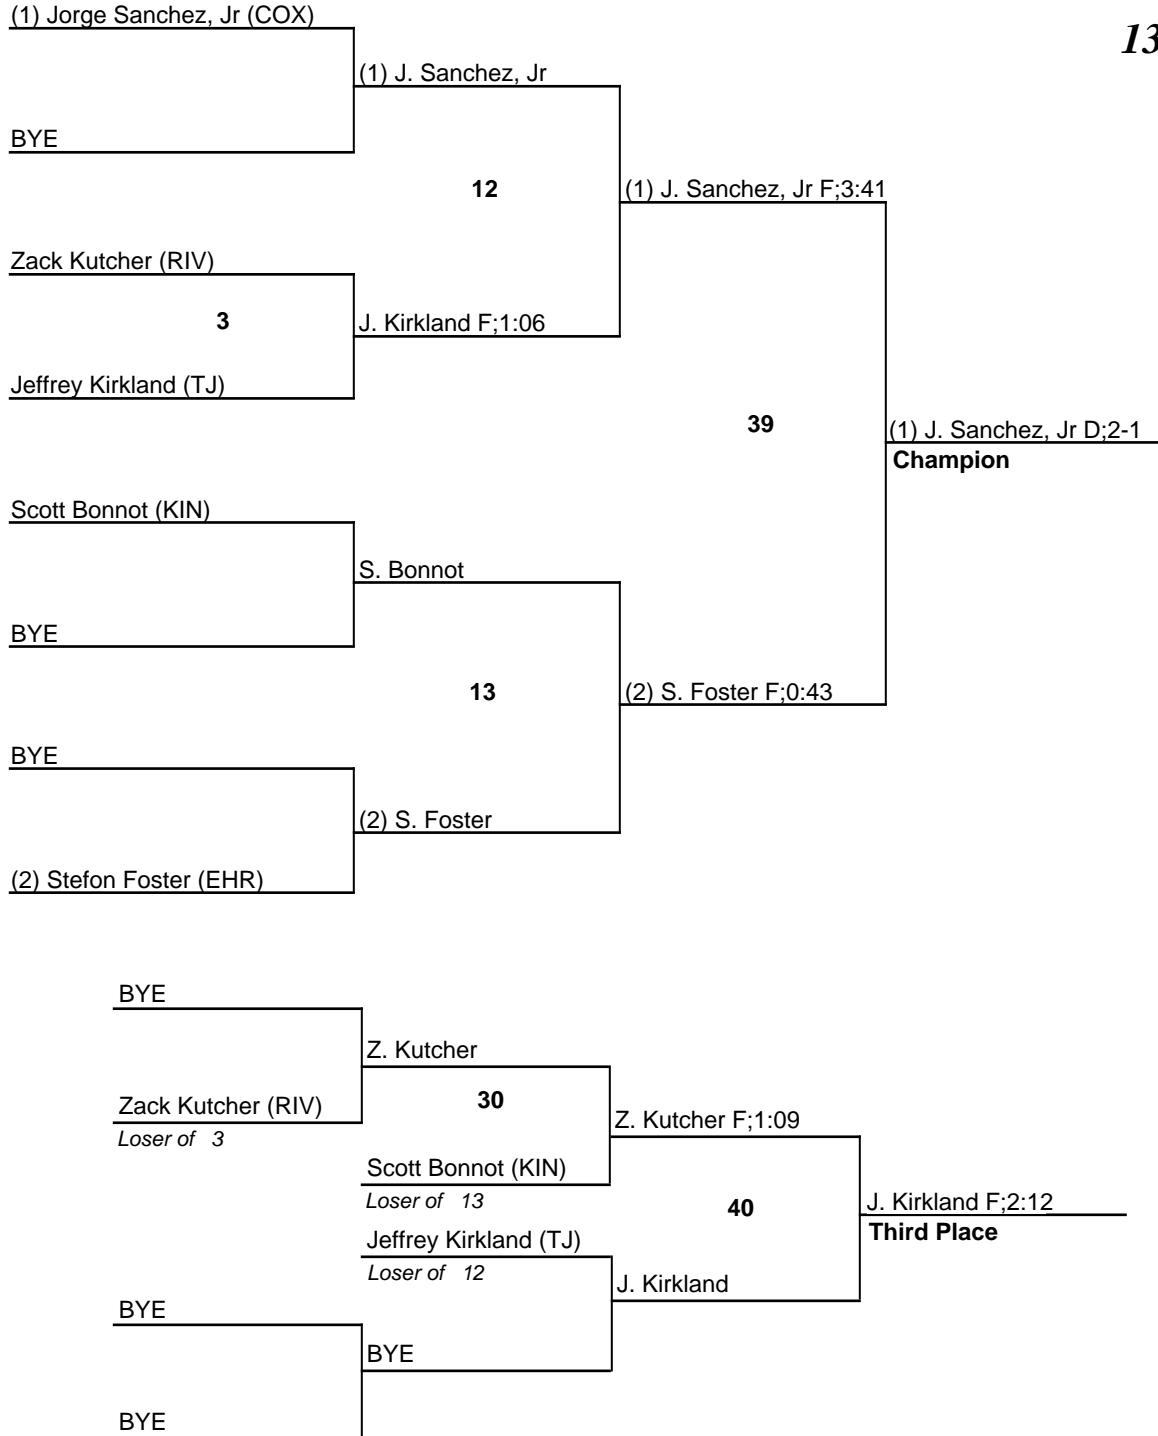 (1) Jorge Sanchez, Jr (COX)
13
(1) J. Sanchez, Jr
BYE
12
(1) J. Sanchez, Jr F;3:41
Zack Kutcher (RIV)
3
J. Kirkland F;1:06
Jeffrey Kirkland (TJ)
39
(1) J. Sanchez, Jr D;2-1
Champion
Scott Bonnot (KIN)
S. Bonnot
BYE
13
(2) S. Foster F;0:43
BYE
(2) S. Foster
(2) Stefon Foster (EHR)
BYE
Z. Kutcher
30
Zack Kutcher (RIV)
Loser of 3
Z. Kutcher F;1:09
Scott Bonnot (KIN)
Loser of 13
40
J. Kirkland F;2:12
Third Place
Jeffrey Kirkland (TJ)
Loser of 12
J. Kirkland
BYE
BYE
BYE